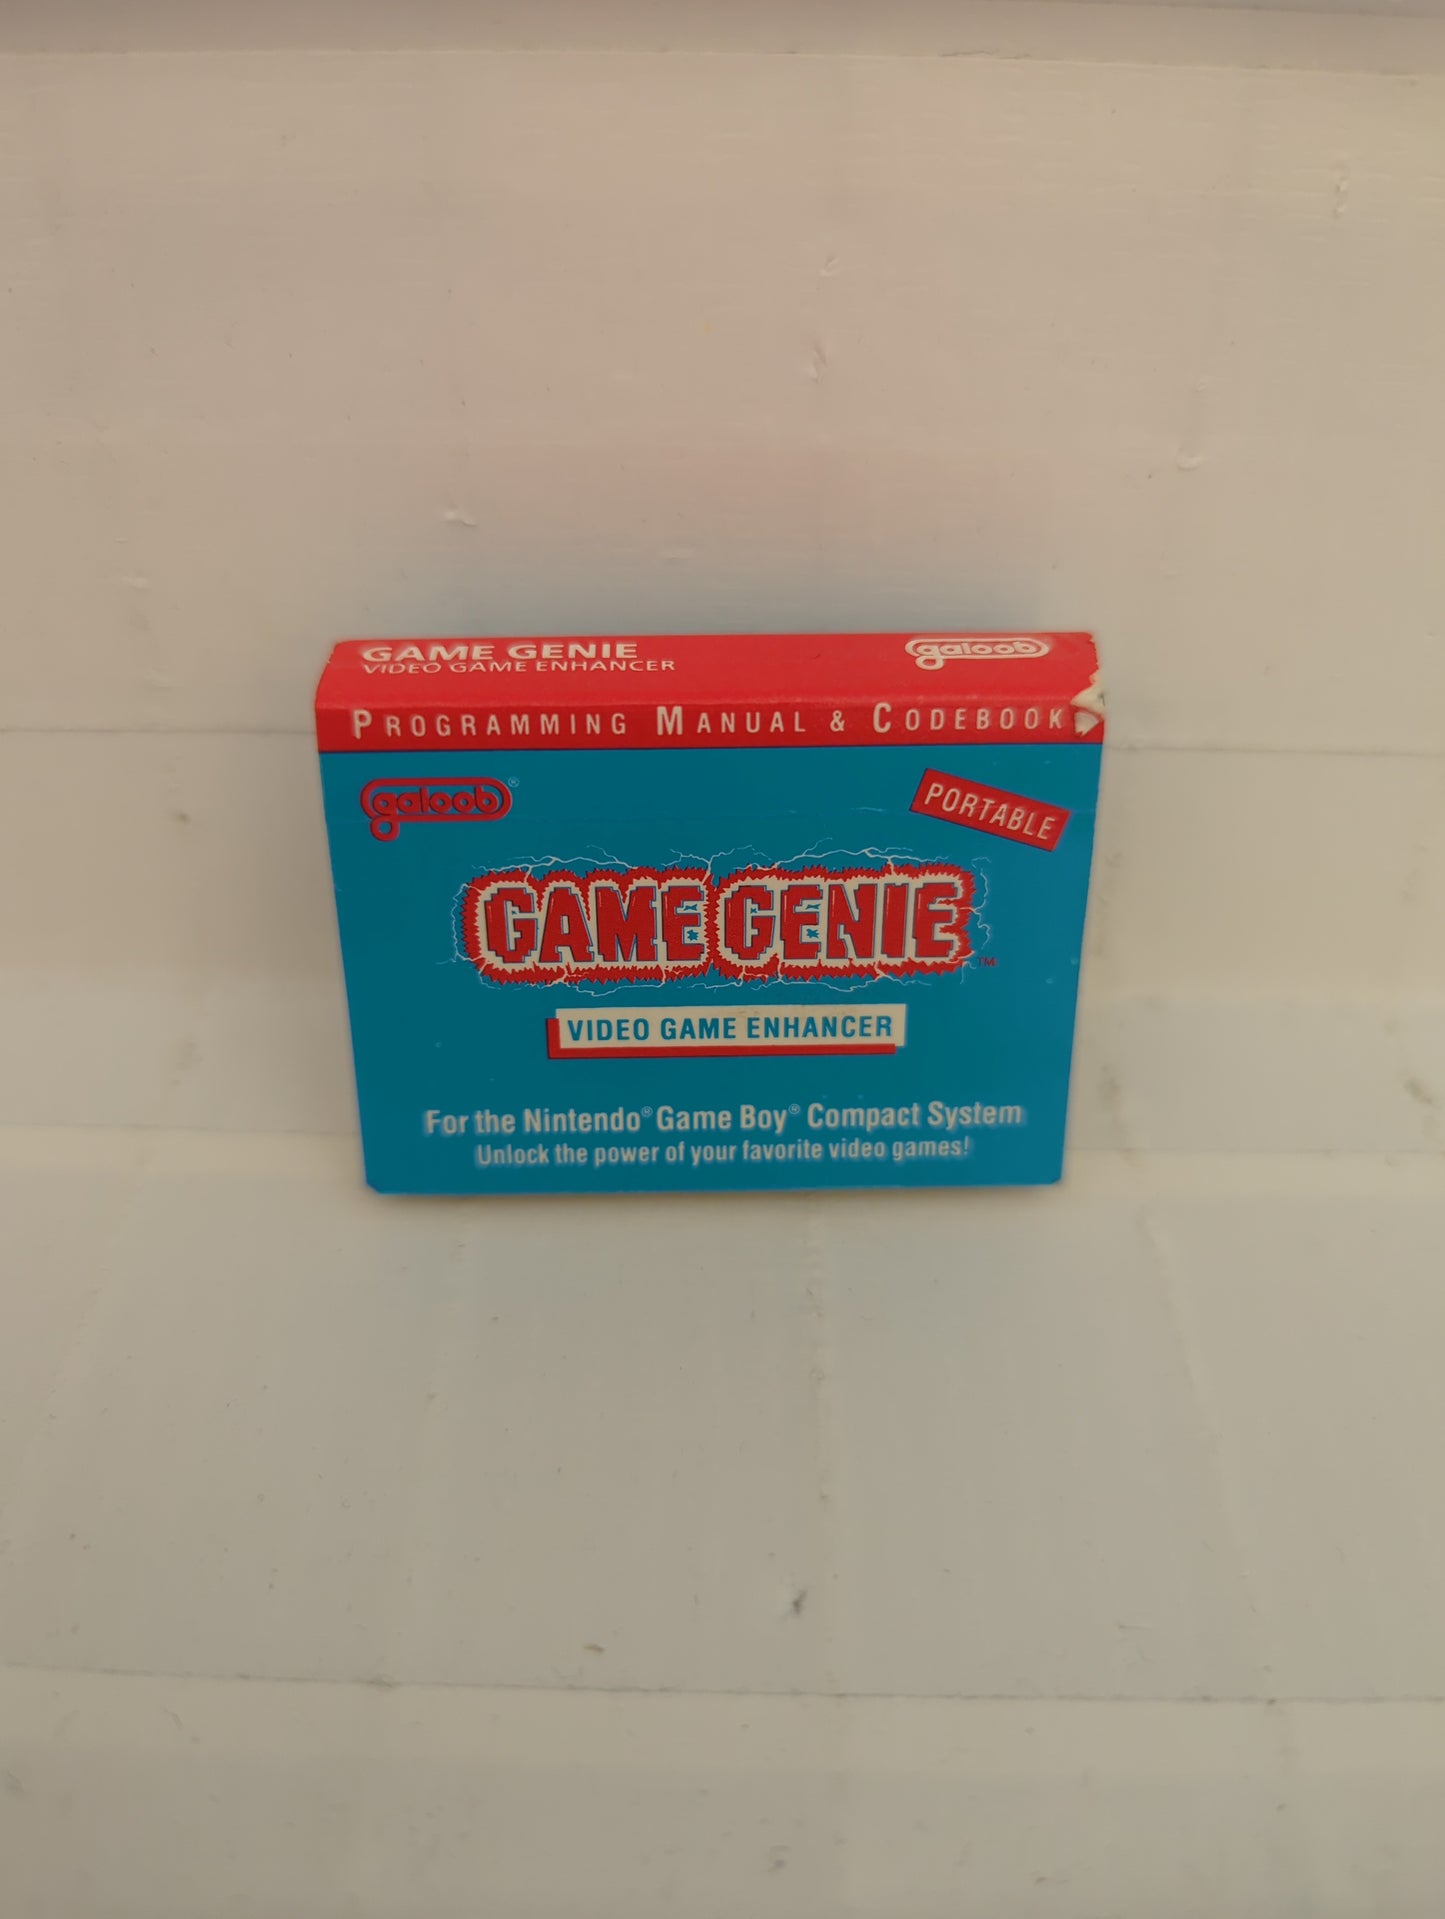 GAME GENIE
VIDEO GAME ENHANCER
galoob
PROGRAMMING MANUAL & CODEBOOK
galoob®
PORTABLE
GAME GENIE™
VIDEO GAME ENHANCER
For the Nintendo® Game Boy® Compact System
Unlock the power of your favorite video games!